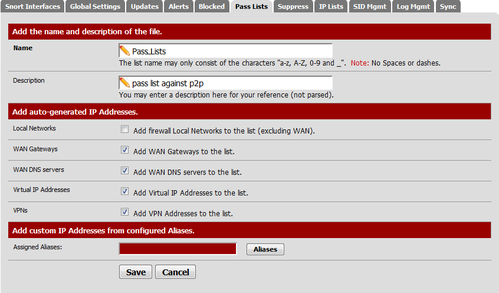 Snort Interfaces Global Settings Updates Alerts Blocked Pass Lists Suppress IP Lists SID Mgmt Log Mgmt Sync
Add the name and description of the file.
Name
Pass_Lists
The list name may only consist of the characters "a-z, A-Z, 0-9 and _". Note: No Spaces or dashes.
Description
pass list against p2p
You may enter a description here for your reference (not parsed).
Add auto-generated IP Addresses.
Local Networks Add firewall Local Networks to the list (excluding WAN).
WAN Gateways Add WAN Gateways to the list.
WAN DNS servers Add WAN DNS servers to the list.
Virtual IP Addresses Add Virtual IP Addresses to the list.
VPNs Add VPN Addresses to the list.
Add custom IP Addresses from configured Aliases.
Assigned Aliases: Aliases
Save Cancel